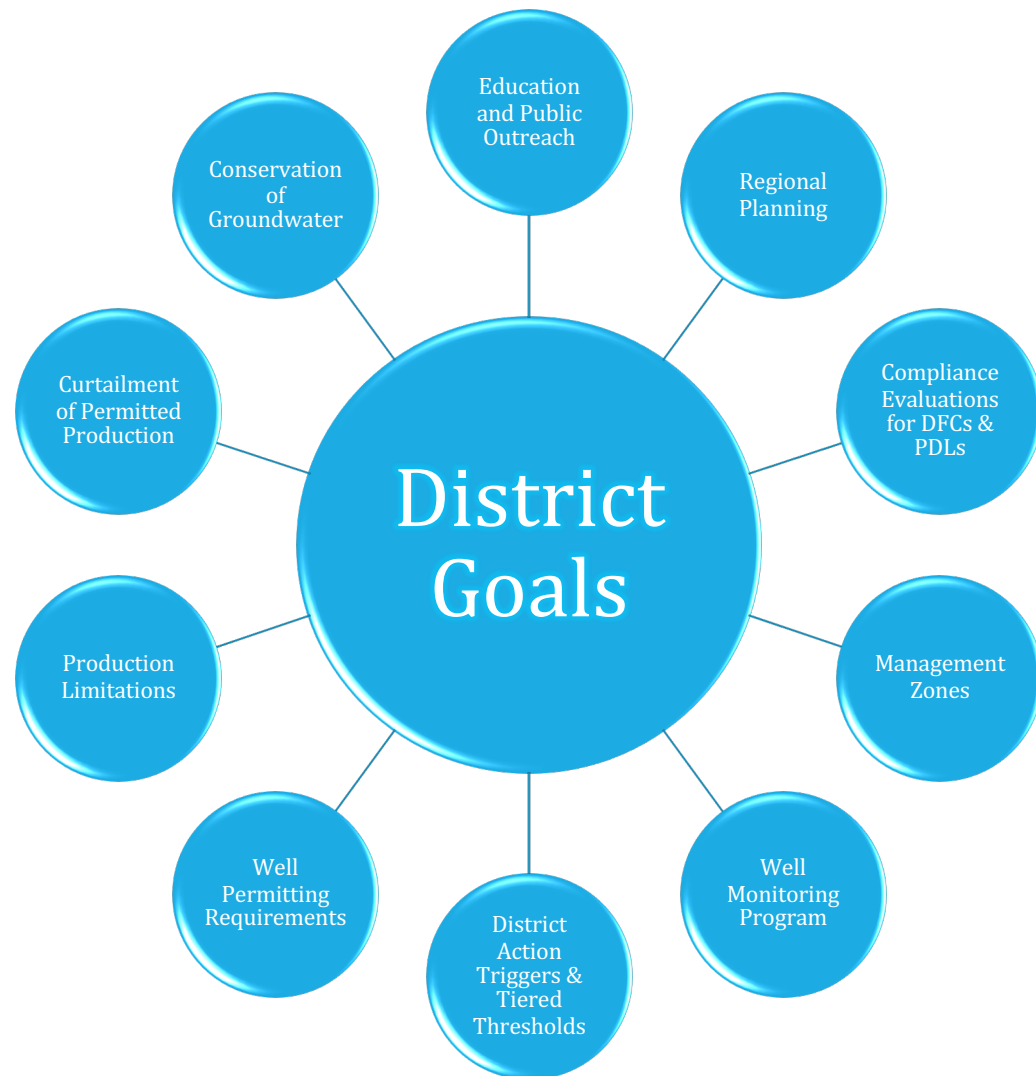 Education
and Public
Outreach
Regional
Planning
Compliance
Evaluations
for DFCs &
PDLs
Management
Zones
Well
Monitoring
Program
District
Action
Triggers &
Tiered
Thresholds
Well
Permitting
Requirements
Production
Limitations
Curtailment
of Permitted
Production
Conservation
of
Groundwater
District
Goals